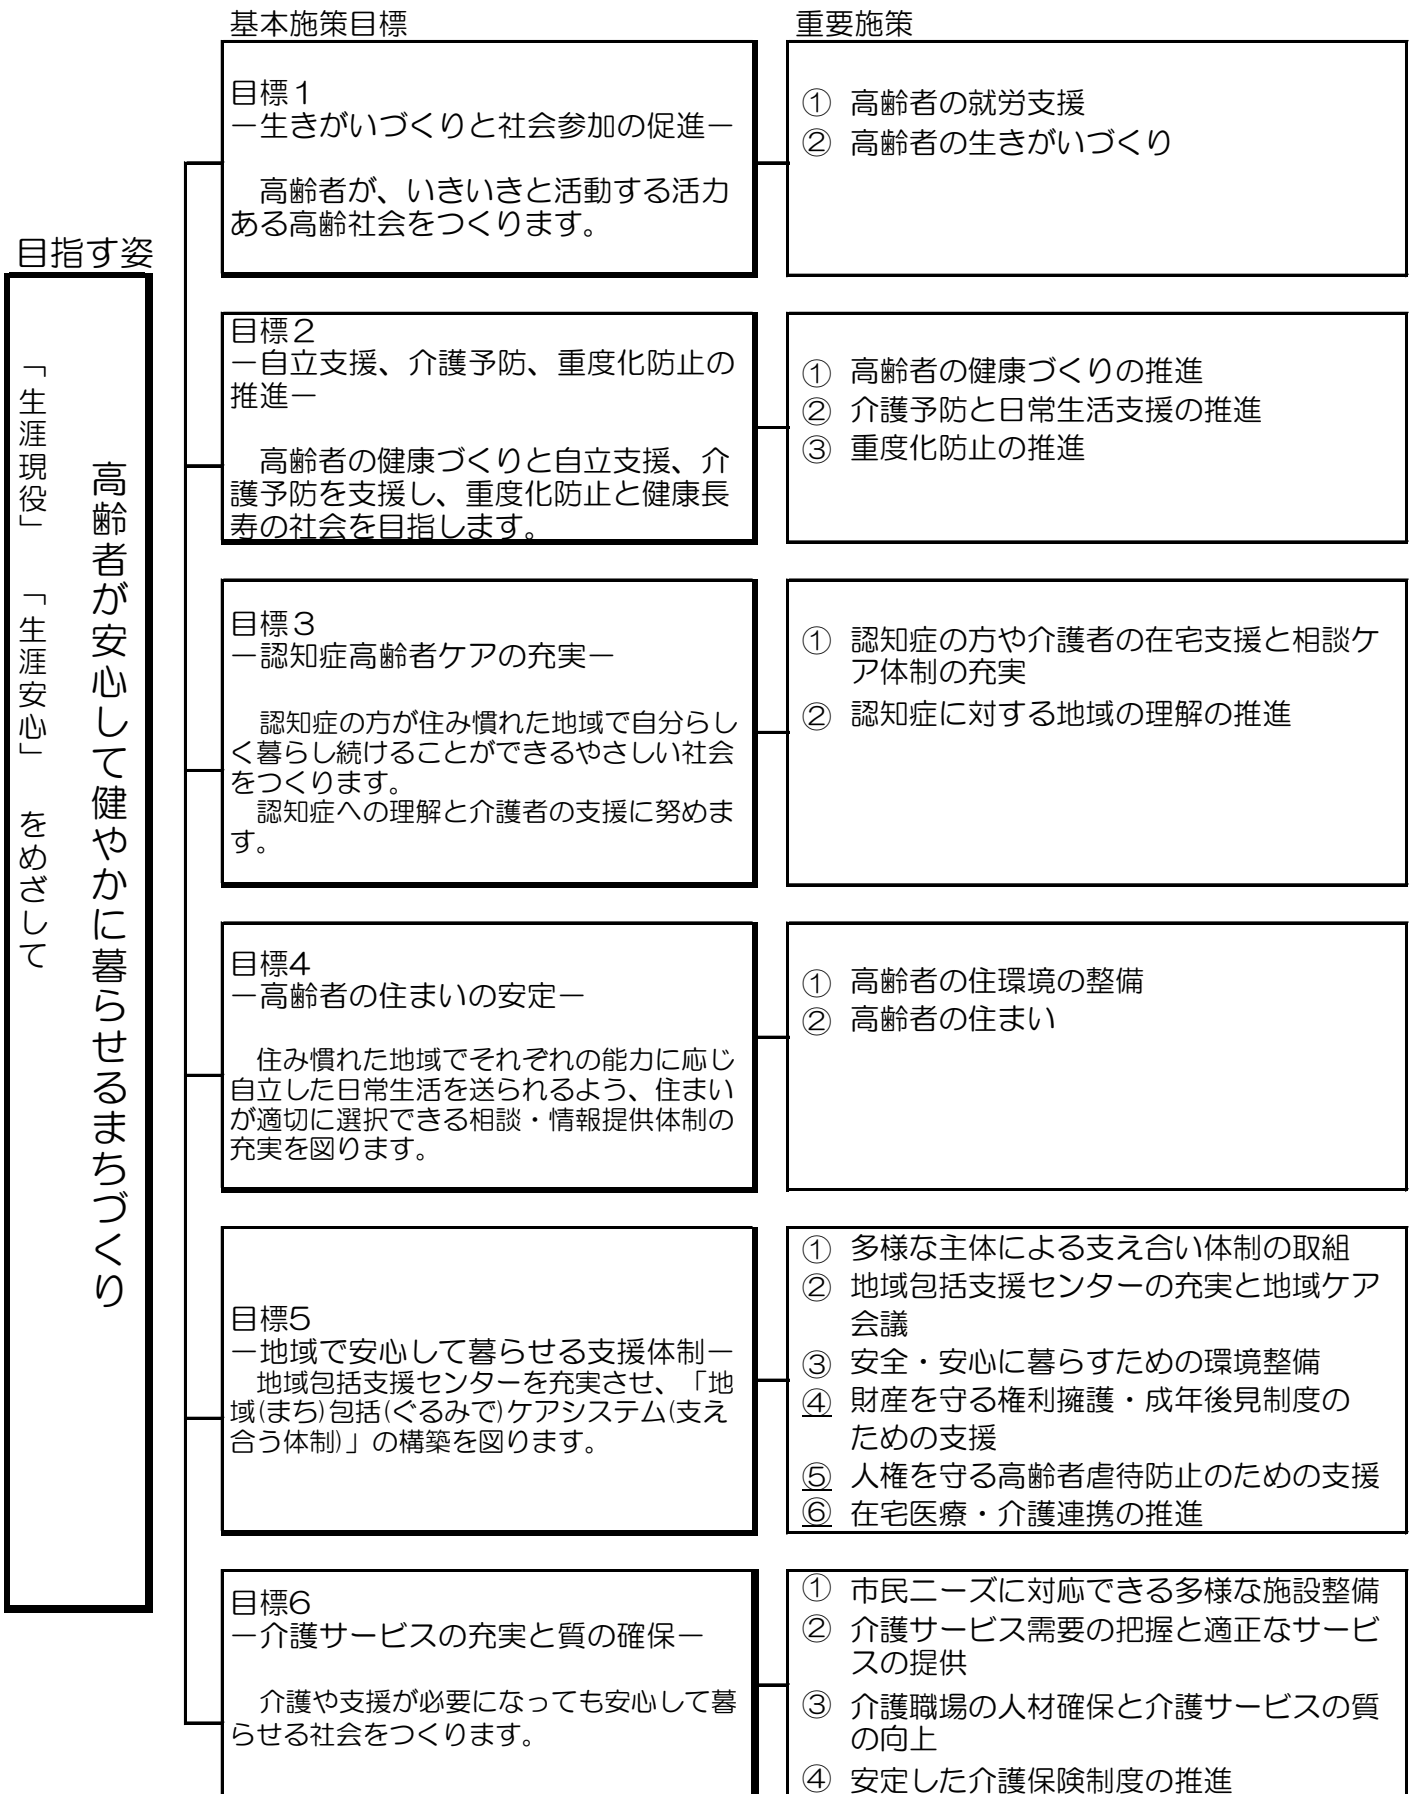 基本施策目標
重要施策
目指す姿
高齢者が安心して健やかに暮らせるまちづくり
「生涯現役」　「生涯安心」　をめざして
目標１
－生きがいづくりと社会参加の促進－
　高齢者が、いきいきと活動する活力
ある高齢社会をつくります。
① 高齢者の就労支援
② 高齢者の生きがいづくり
目標２
－自立支援、介護予防、重度化防止の
推進－
　高齢者の健康づくりと自立支援、介
護予防を支援し、重度化防止と健康長
寿の社会を目指します。
① 高齢者の健康づくりの推進
② 介護予防と日常生活支援の推進
③ 重度化防止の推進
目標３
－認知症高齢者ケアの充実－
　認知症の方が住み慣れた地域で自分らし
く暮らし続けることができるやさしい社会
をつくります。
　認知症への理解と介護者の支援に努めま
す。
① 認知症の方や介護者の在宅支援と相談ケ
ア体制の充実
② 認知症に対する地域の理解の推進
目標4
－高齢者の住まいの安定－
　住み慣れた地域でそれぞれの能力に応じ
自立した日常生活を送られるよう、住まい
が適切に選択できる相談・情報提供体制の
充実を図ります。
① 高齢者の住環境の整備
② 高齢者の住まい
目標5
－地域で安心して暮らせる支援体制－
　地域包括支援センターを充実させ、「地
域(まち)包括(ぐるみで)ケアシステム(支え
合う体制)」の構築を図ります。
① 多様な主体による支え合い体制の取組
② 地域包括支援センターの充実と地域ケア
会議
③ 安全・安心に暮らすための環境整備
④ 財産を守る権利擁護・成年後見制度の
ための支援
⑤ 人権を守る高齢者虐待防止のための支援
⑥ 在宅医療・介護連携の推進
目標6
－介護サービスの充実と質の確保－
　介護や支援が必要になっても安心して暮
らせる社会をつくります。
① 市民ニーズに対応できる多様な施設整備
② 介護サービス需要の把握と適正なサービ
スの提供
③ 介護職場の人材確保と介護サービスの質
の向上
④ 安定した介護保険制度の推進